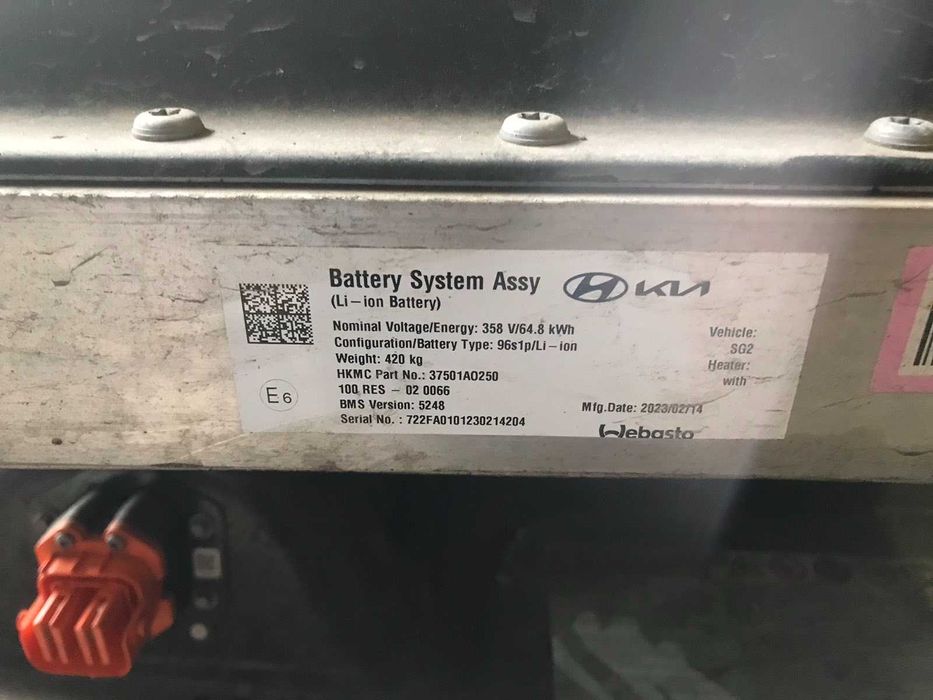 Battery System Assy
(Li-ion Battery)
KIA
Nominal Voltage/Energy: 358 V/64.8 kWh
Configuration/Battery Type: 96s1p/Li-ion
Weight: 420 kg
HKMC Part No.: 37501AO250
100 RES - 02 0066
BMS Version: 5248
Serial No. : 722FA0101230214204
E6
Vehicle:
SG2
Heater:
with
Mfg.Date: 2023/02/14
Webasto